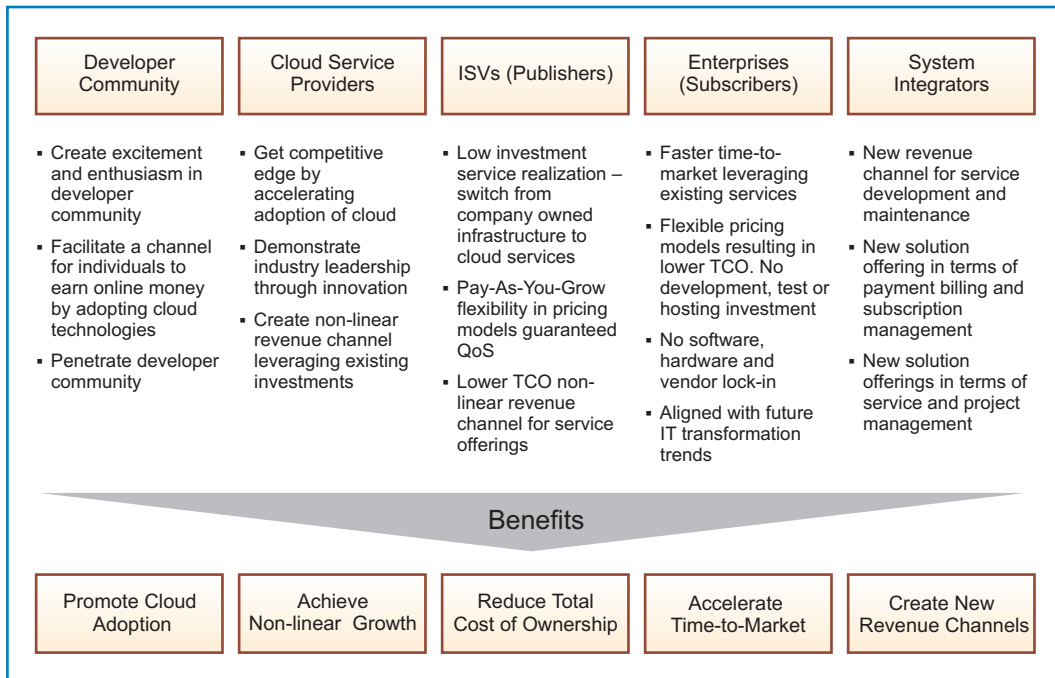 Developer
Community
Cloud Service
Providers
ISVs (Publishers)
Enterprises
(Subscribers)
System
Integrators
▪ Create excitement
and enthusiasm in
developer
community
▪ Facilitate a channel
for individuals to
earn online money
by adopting cloud
technologies
▪ Penetrate developer
community
▪ Get competitive
edge by
accelerating
adoption of cloud
▪ Demonstrate
industry leadership
through innovation
▪ Create non-linear
revenue channel
leveraging existing
investments
▪ Low investment
service realization –
switch from
company owned
infrastructure to
cloud services
▪ Pay-As-You-Grow
flexibility in pricing
models guaranteed
QoS
▪ Lower TCO non-
linear revenue
channel for service
offerings
▪ Faster time-to-
market leveraging
existing services
▪ Flexible pricing
models resulting in
lower TCO. No
development, test or
hosting investment
▪ No software,
hardware and
vendor lock-in
▪ Aligned with future
IT transformation
trends
▪ New revenue
channel for service
development and
maintenance
▪ New solution
offering in terms of
payment billing and
subscription
management
▪ New solution
offerings in terms of
service and project
management
Benefits
Promote Cloud
Adoption
Achieve
Non-linear Growth
Reduce Total
Cost of Ownership
Accelerate
Time-to-Market
Create New
Revenue Channels